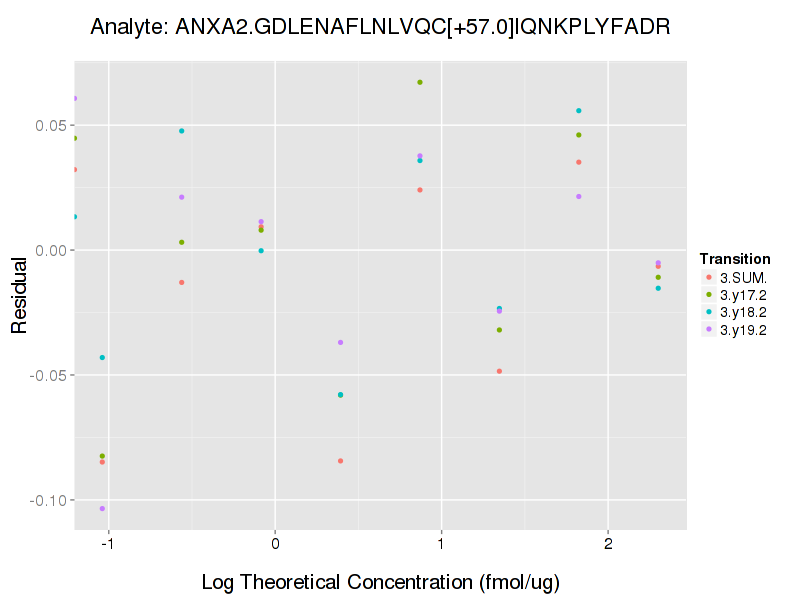 Analyte: ANXA2.GDLENAFLNLVQC[+57.0]IQNKPLYFADR
Residual
0.05
0.00
-0.05
-0.10
-1
0
1
2
Log Theoretical Concentration (fmol/ug)
Transition
3.SUM.
3.y17.2
3.y18.2
3.y19.2